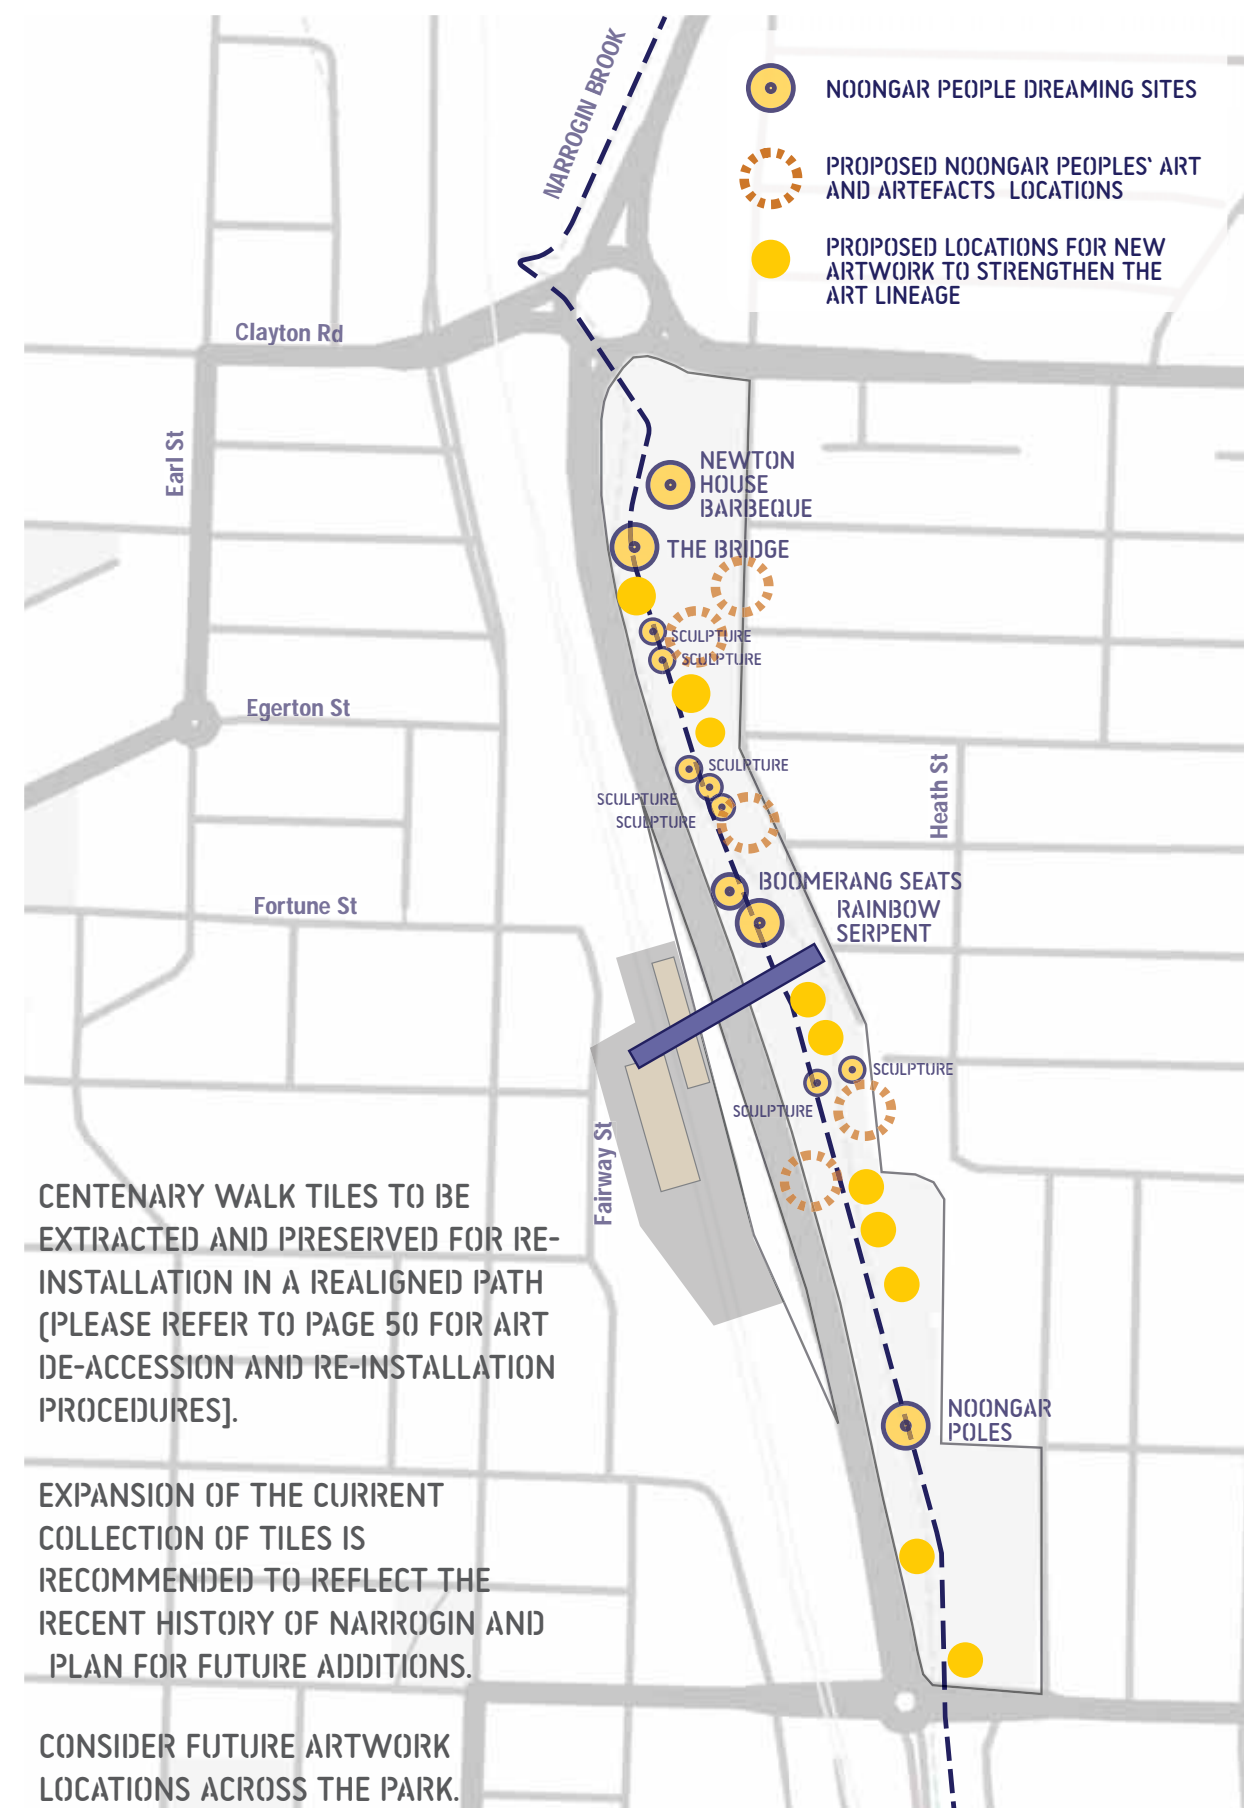 NARROGIN BROOK
NOONGAR PEOPLE DREAMING SITES
PROPOSED NOONGAR PEOPLES' ART
AND ARTEFACTS LOCATIONS
PROPOSED LOCATIONS FOR NEW
ARTWORK TO STRENGTHEN THE
ART LINEAGE
Clayton Rd
Earl St
NEWTON
HOUSE
BARBEQUE
THE BRIDGE
SCULPTURE
SCULPTURE
Egerton St
SCULPTURE
SCULPTURE
SCULPTURE
Heath St
BOOMERANG SEATS
RAINBOW
SERPENT
Fortune St
SCULPTURE
SCULPTURE
Fairway St
CENTENARY WALK TILES TO BE
EXTRACTED AND PRESERVED FOR RE-
INSTALLATION IN A REALIGNED PATH
(PLEASE REFER TO PAGE 50 FOR ART
DE-ACCESSION AND RE-INSTALLATION
PROCEDURES].
NOONGAR
POLES
EXPANSION OF THE CURRENT
COLLECTION OF TILES IS
RECOMMENDED TO REFLECT THE
RECENT HISTORY OF NARROGIN AND
PLAN FOR FUTURE ADDITIONS.
CONSIDER FUTURE ARTWORK
LOCATIONS ACROSS THE PARK.